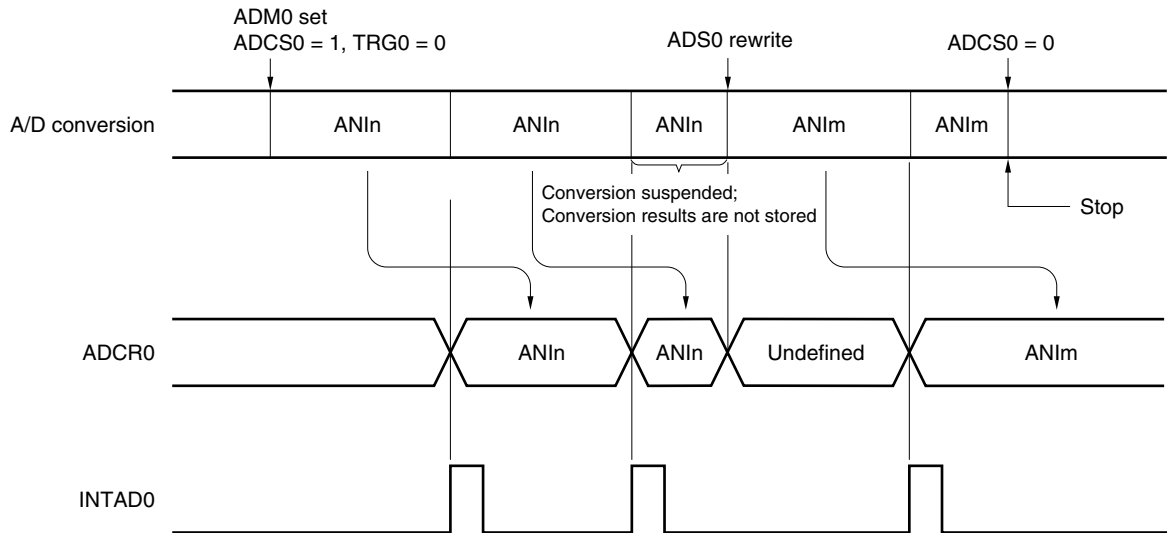 ADM0 set
ADCS0 = 1, TRG0 = 0
ADS0 rewrite
ADCS0 = 0
A/D conversion
ANIn
ANIn
ANIn
ANIm
ANIm
Conversion suspended;
Conversion results are not stored
Stop
ADCR0
ANIn
ANIn
Undefined
ANIm
INTAD0